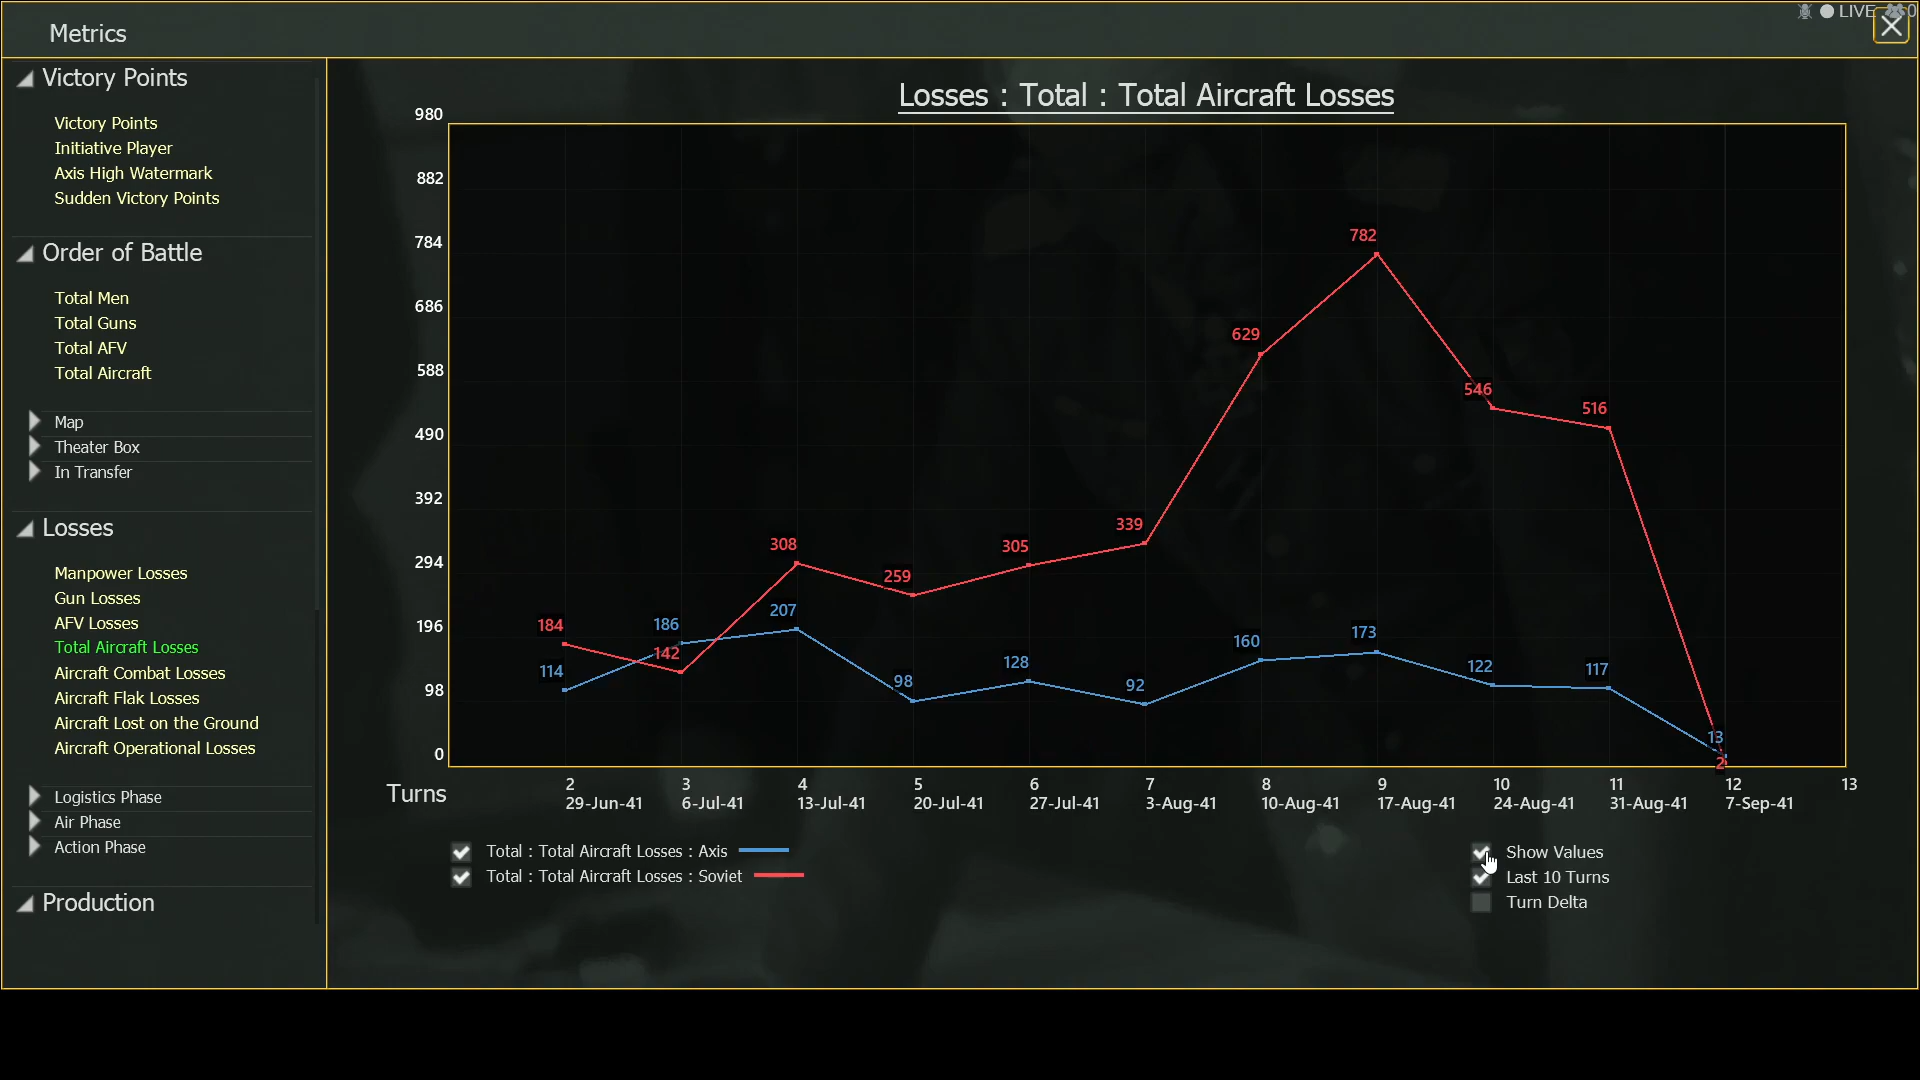 LIVE 0
Metrics
Victory Points
Victory Points
Initiative Player
Axis High Watermark
Sudden Victory Points
Order of Battle
Total Men
Total Guns
Total AFV
Total Aircraft
Map
Theater Box
In Transfer
Losses
Manpower Losses
Gun Losses
AFV Losses
Total Aircraft Losses
Aircraft Combat Losses
Aircraft Flak Losses
Aircraft Lost on the Ground
Aircraft Operational Losses
Logistics Phase
Air Phase
Action Phase
Production
Losses : Total : Total Aircraft Losses
980
882
784
686
588
490
392
294
196
98
0
184 142 308 259 305 339 629 782 546 516 2
114 186 207 98 128 92 160 173 122 117 13
Turns
2 3 4 5 6 7 8 9 10 11 12 13
29-Jun-41 6-Jul-41 13-Jul-41 20-Jul-41 27-Jul-41 3-Aug-41 10-Aug-41 17-Aug-41 24-Aug-41 31-Aug-41 7-Sep-41
Total : Total Aircraft Losses : Axis
Total : Total Aircraft Losses : Soviet
Show Values
Last 10 Turns
Turn Delta